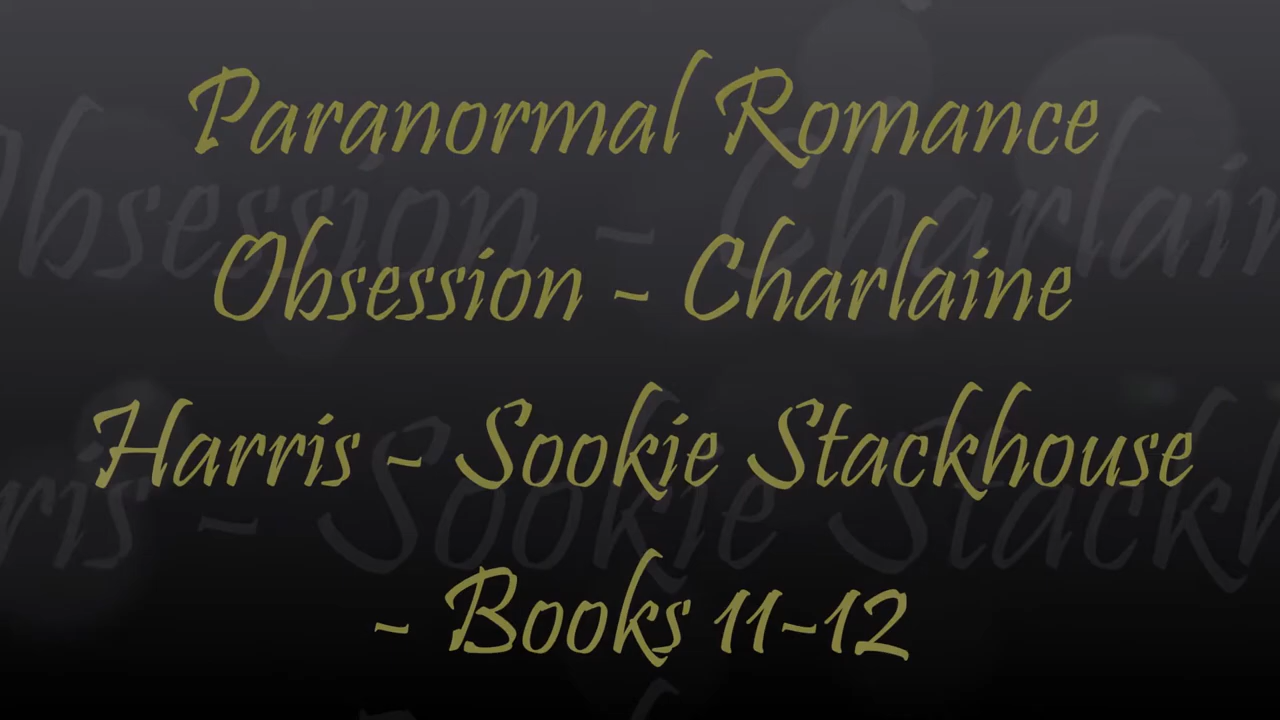 Paranormal Romance
Obsession - Charlaine
Harris - Sookie Stackhouse
- Books 11-12